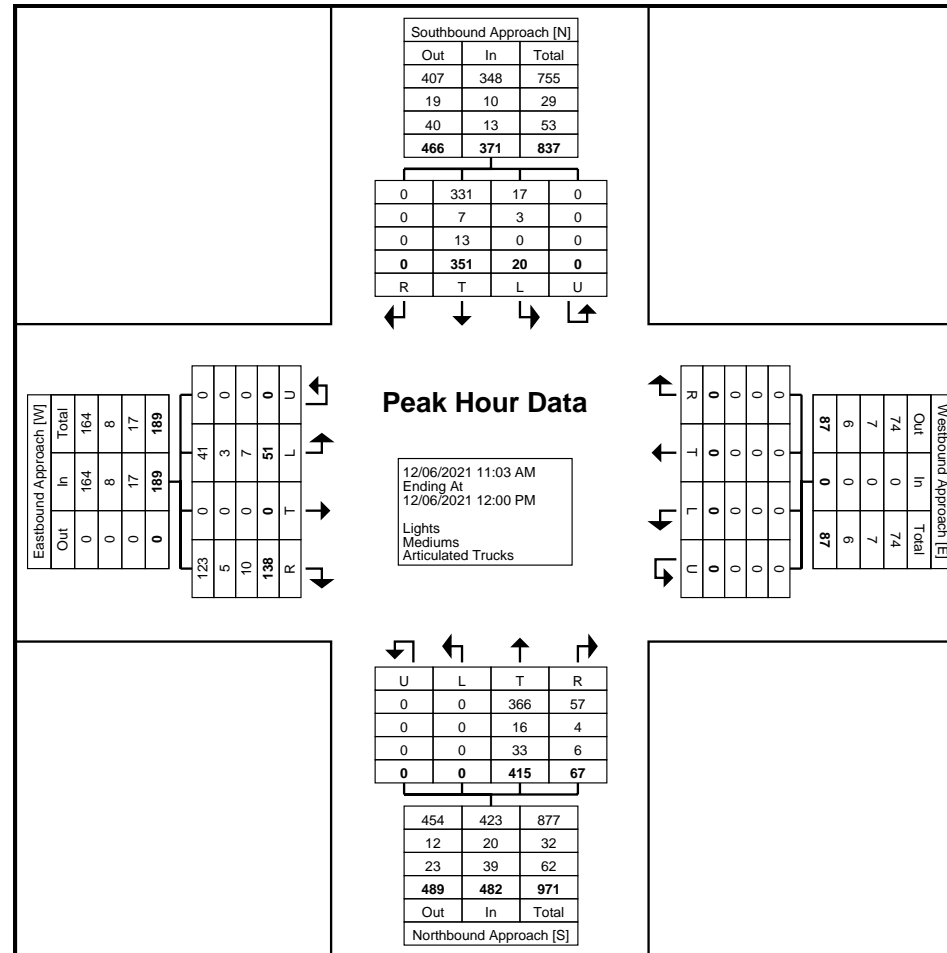 Southbound Approach [N]
Out In Total
407 348 755
19 10 29
40 13 53
466 371 837
0 331 17 0
0 7 3 0
0 13 0 0
0 351 20 0
R T L U
Eastbound Approach [W]
Total In Out
164 164 0
8 8 0
17 17 0
189 189 0
0 41 0 123
0 3 0 5
0 7 0 10
0 51 0 138
U L T R
Peak Hour Data
12/06/2021 11:03 AM
Ending At
12/06/2021 12:00 PM
Lights
Mediums
Articulated Trucks
R T L U
0 0 0 0
0 0 0 0
0 0 0 0
0 0 0 0
Westbound Approach [E]
Out In Total
74 0 74
7 0 7
6 0 6
87 0 87
U L T R
0 0 366 57
0 0 16 4
0 0 33 6
0 0 415 67
454 423 877
12 20 32
23 39 62
489 482 971
Out In Total
Northbound Approach [S]